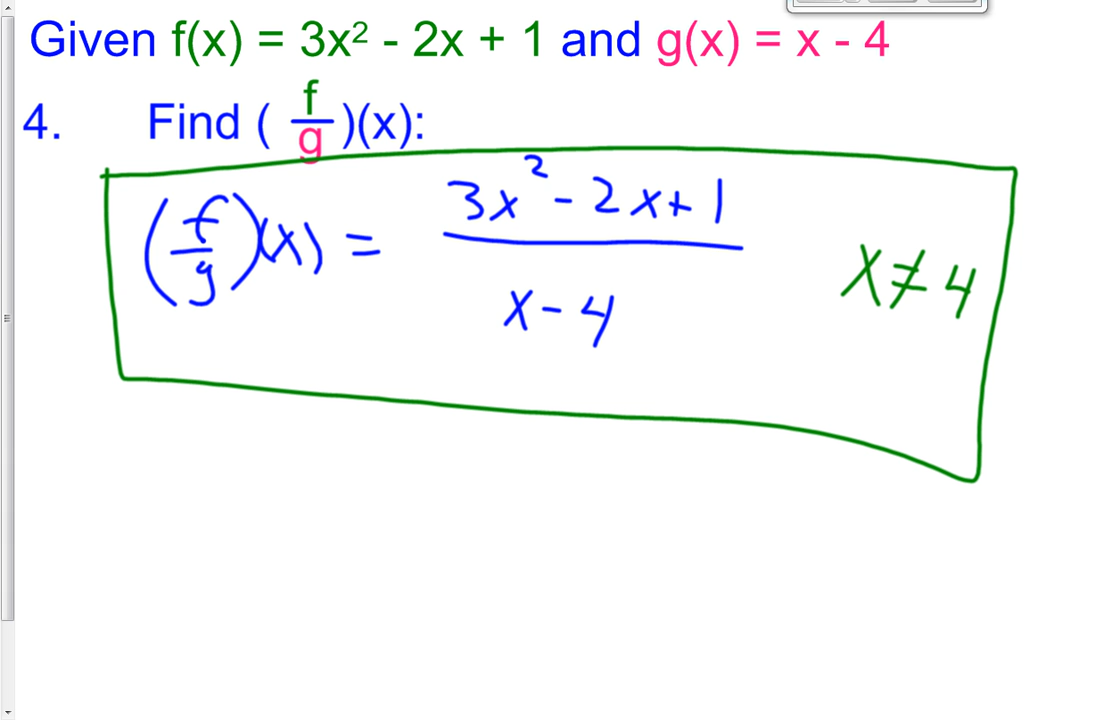 Given f(x) = 3x² - 2x + 1 and g(x) = x - 4
4. Find (f/g)(x):
(f/g)(x) = (3x² - 2x + 1)/(x - 4) x ≠ 4